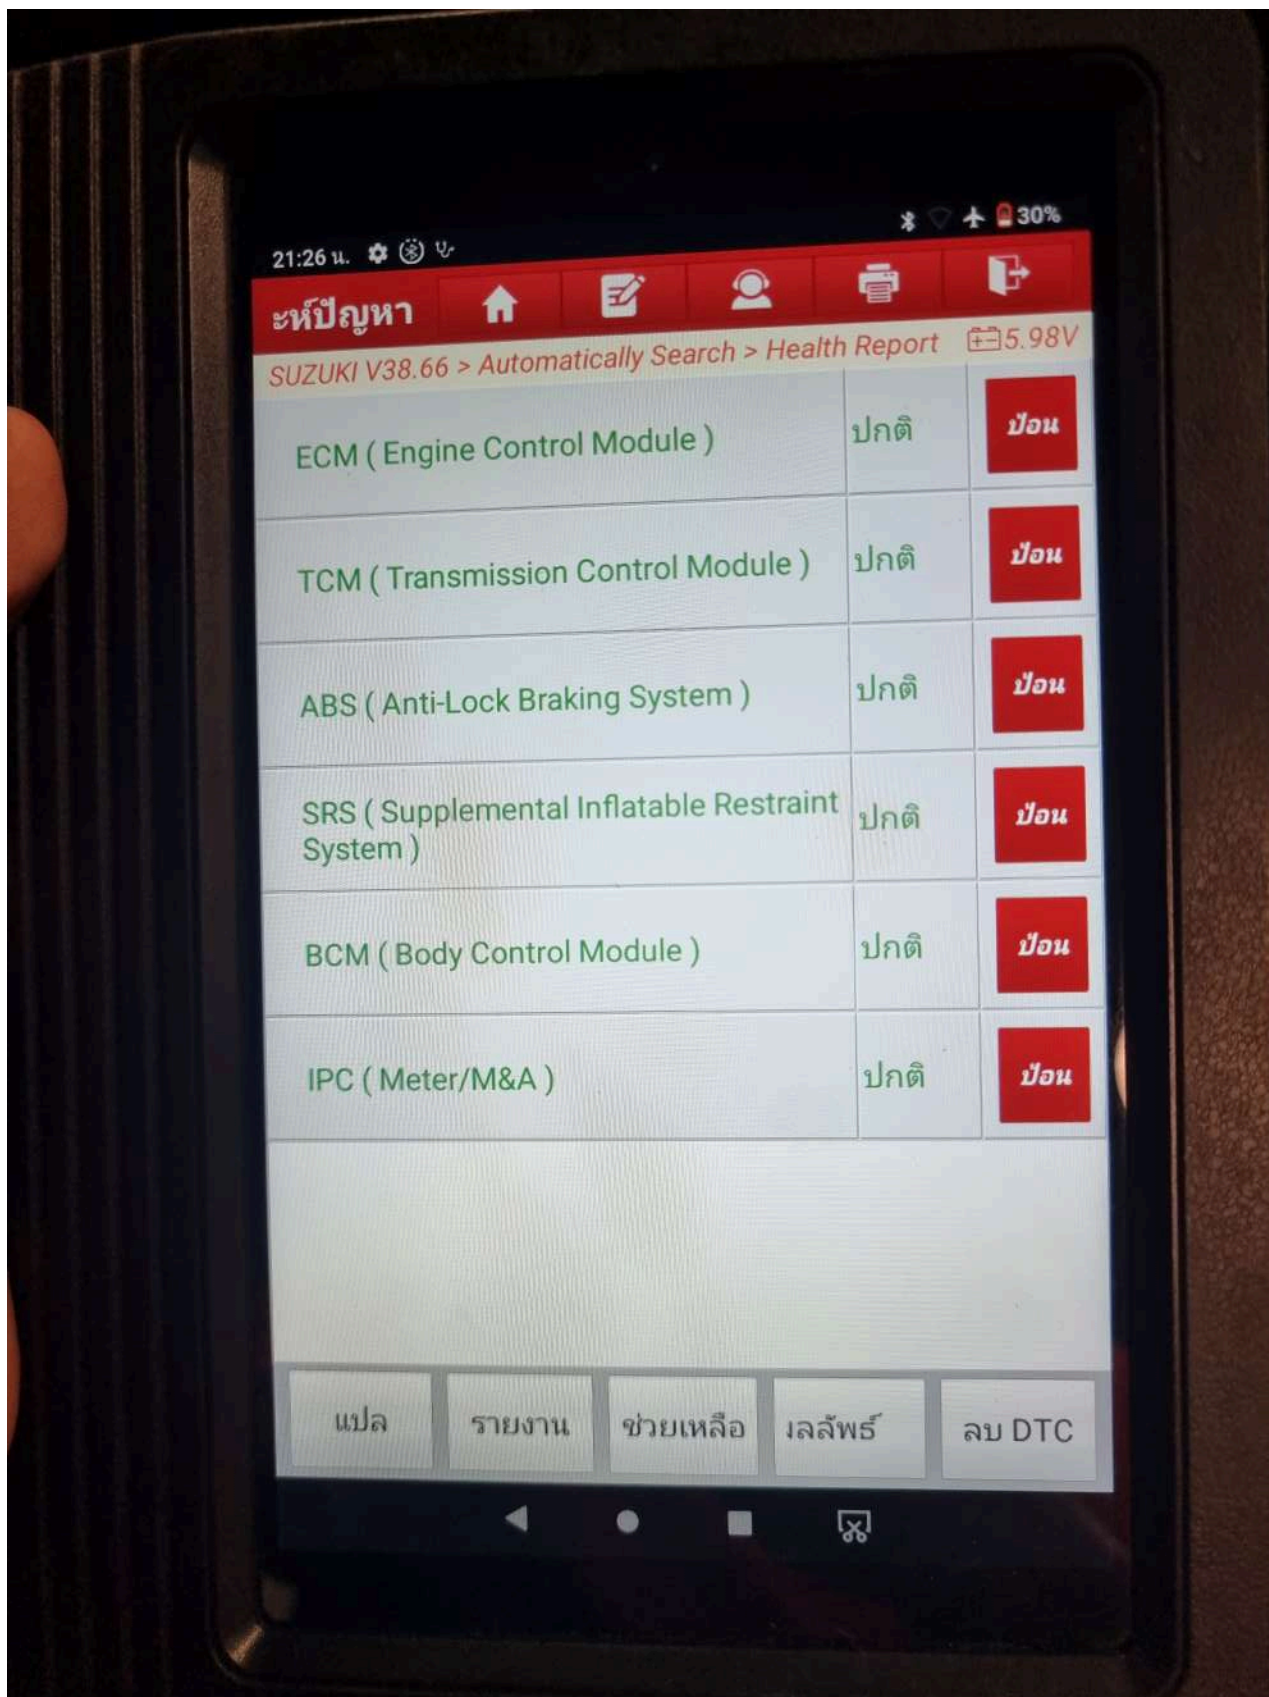 21:26 น.
30%
ะห์ปัญหา
SUZUKI V38.66 > Automatically Search > Health Report 5.98V
ECM ( Engine Control Module ) ปกติ ป้อน
TCM ( Transmission Control Module ) ปกติ ป้อน
ABS ( Anti-Lock Braking System ) ปกติ ป้อน
SRS ( Supplemental Inflatable Restraint
System ) ปกติ ป้อน
BCM ( Body Control Module ) ปกติ ป้อน
IPC ( Meter/M&A ) ปกติ ป้อน
แปล รายงาน ช่วยเหลือ เลลัพธ์ ลบ DTC